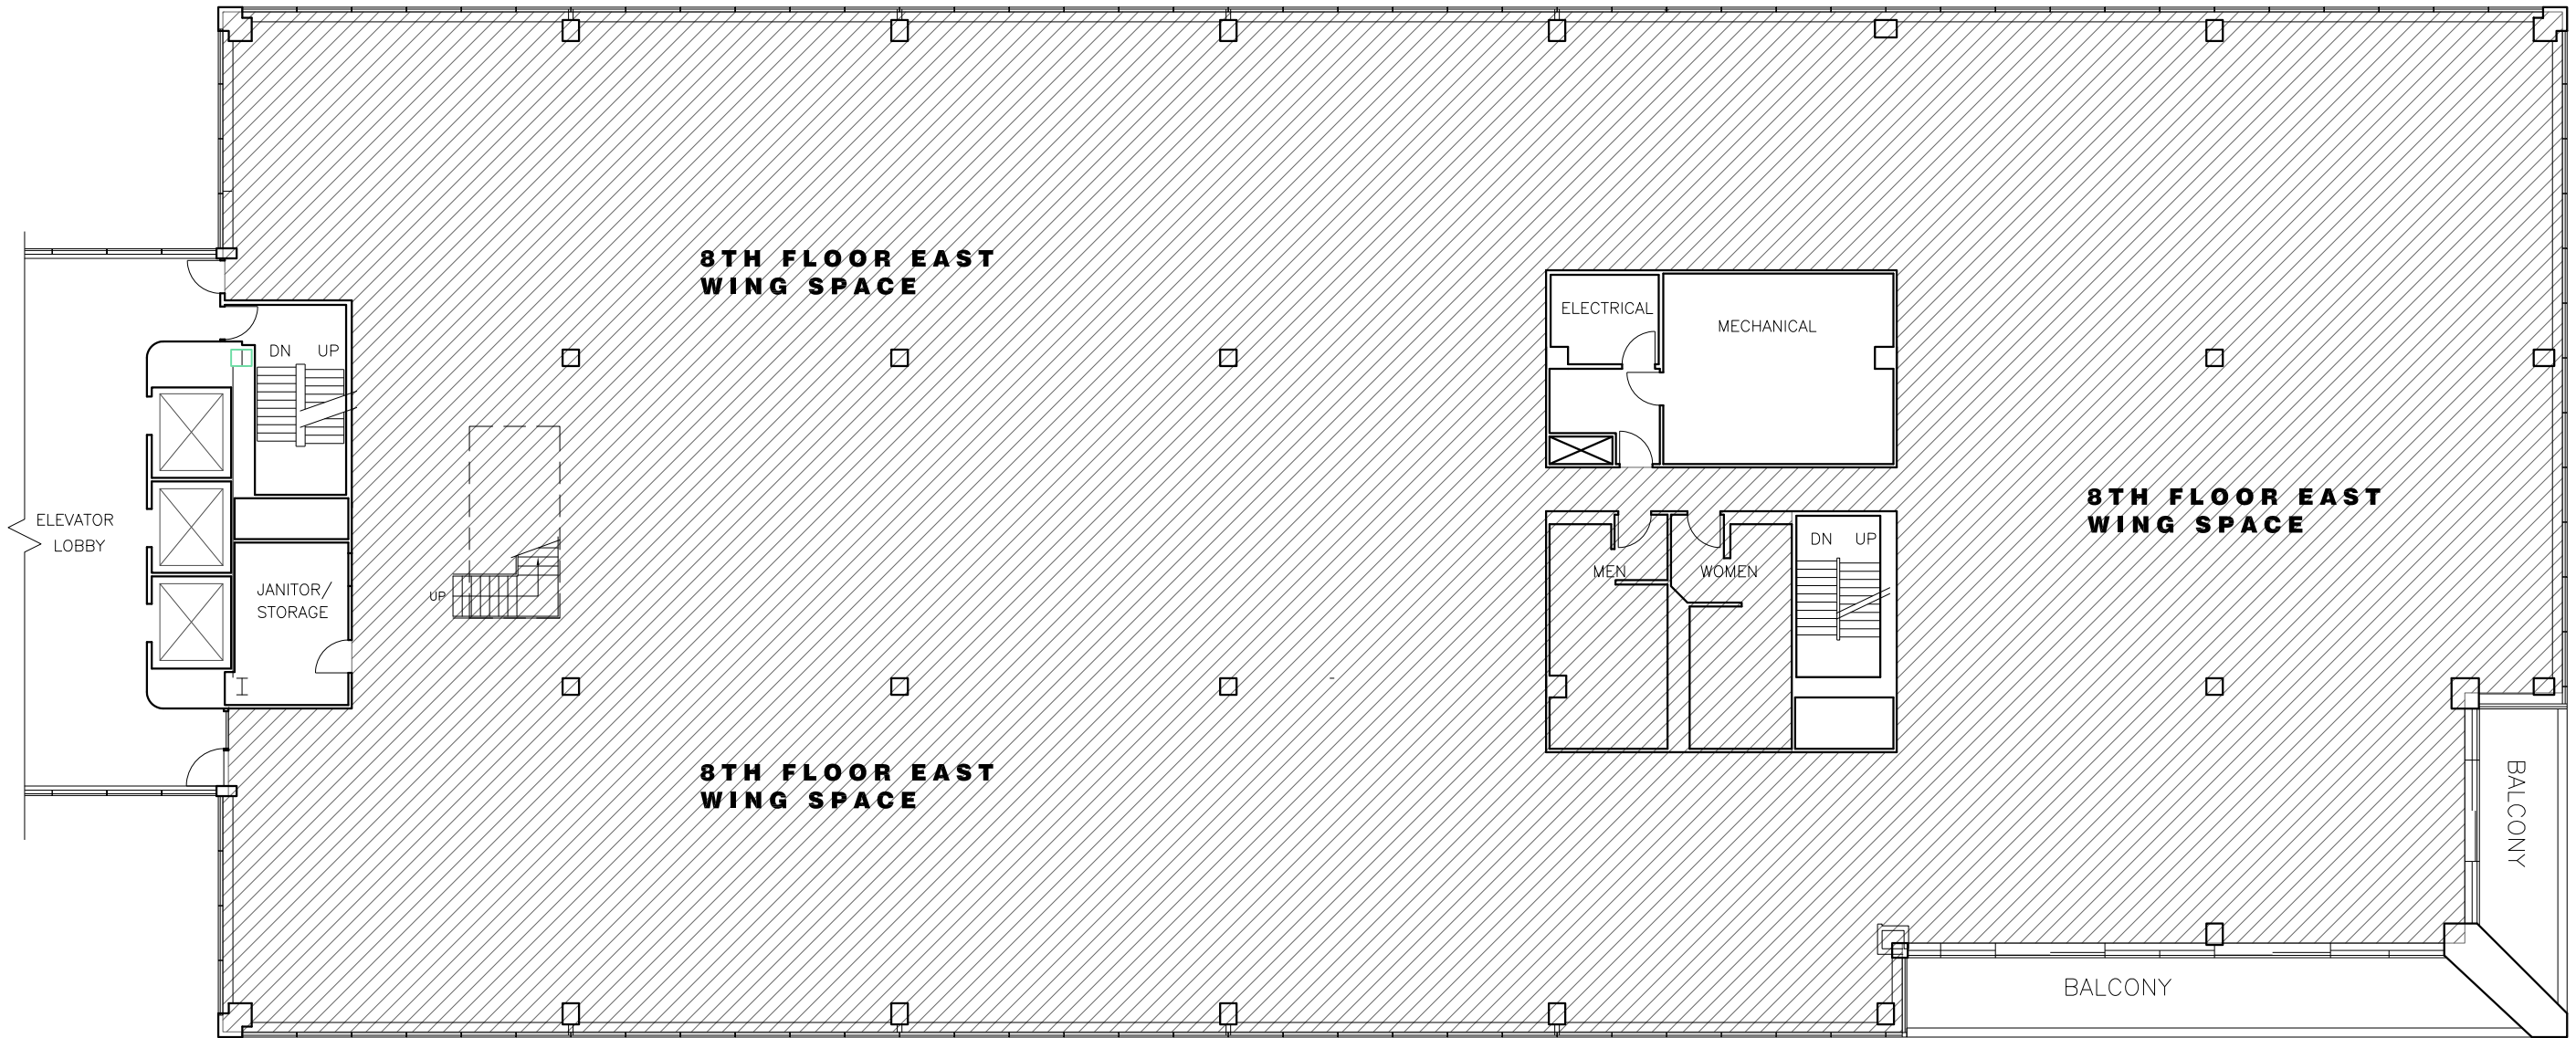 8TH FLOOR EAST
WING SPACE
ELECTRICAL
MECHANICAL
DN UP
8TH FLOOR EAST
WING SPACE
ELEVATOR
LOBBY
DN UP
JANITOR/
STORAGE
UP
MEN
WOMEN
8TH FLOOR EAST
WING SPACE
BALCONY
BALCONY